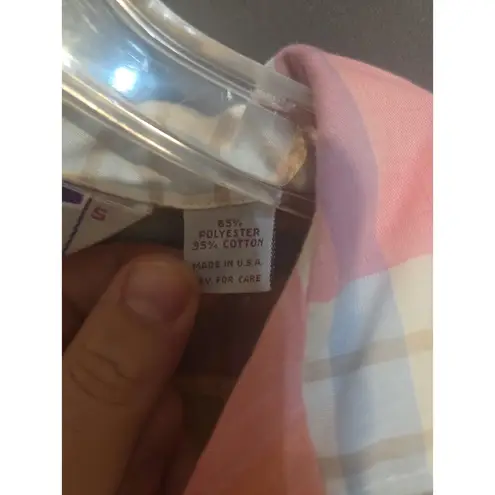 S
65%
POLYESTER
35% COTTON
MADE IN U.S.A.
FOR CARE